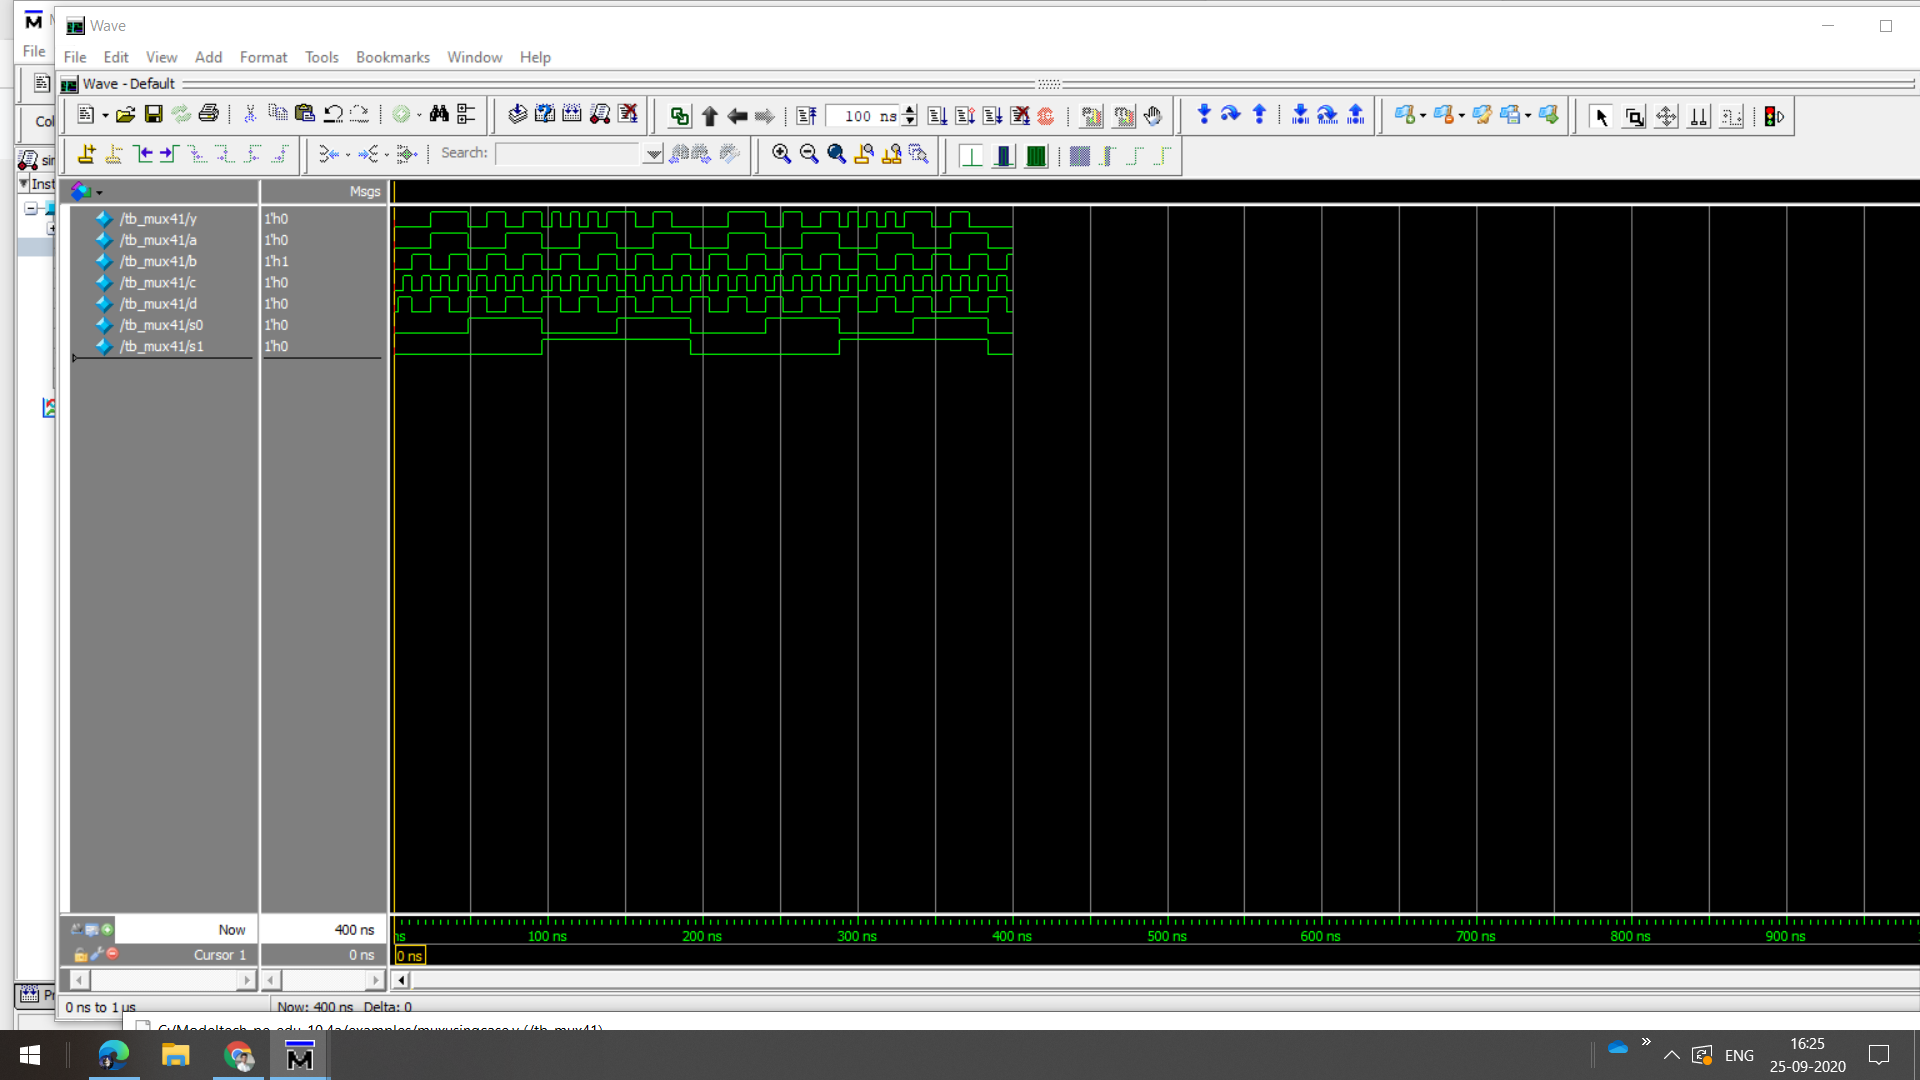 Wave
File
File Edit View Add Format Tools Bookmarks Window Help
Wave - Default
Col
100 ns
Search:
sim
Inst
Msgs
/tb_mux41/y 1'h0
/tb_mux41/a 1'h0
/tb_mux41/b 1'h1
/tb_mux41/c 1'h0
/tb_mux41/d 1'h0
/tb_mux41/s0 1'h0
/tb_mux41/s1 1'h0
Now 400 ns
ns 100 ns 200 ns 300 ns 400 ns 500 ns 600 ns 700 ns 800 ns 900 ns
Cursor 1 0 ns 0 ns
0 ns to 1 us Now: 400 ns Delta: 0
C:/Modeltech_pe_edu_10.4a/examples/muxusingcase.v (/tb_mux41)
ENG
16:25
25-09-2020